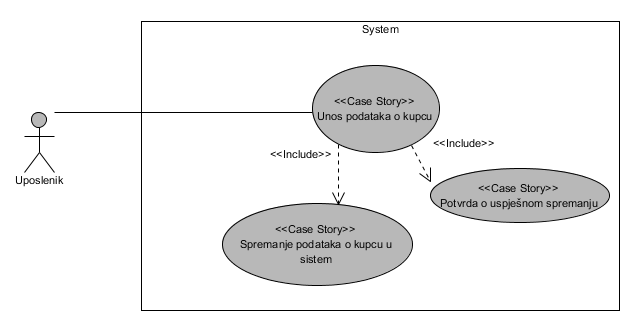 System
<<Case Story>>
Unos podataka o kupcu
<<Include>>
<<Include>>
Uposlenik
<<Case Story>>
Potvrda o uspješnom spremanju
<<Case Story>>
Spremanje podataka o kupcu u
sistem